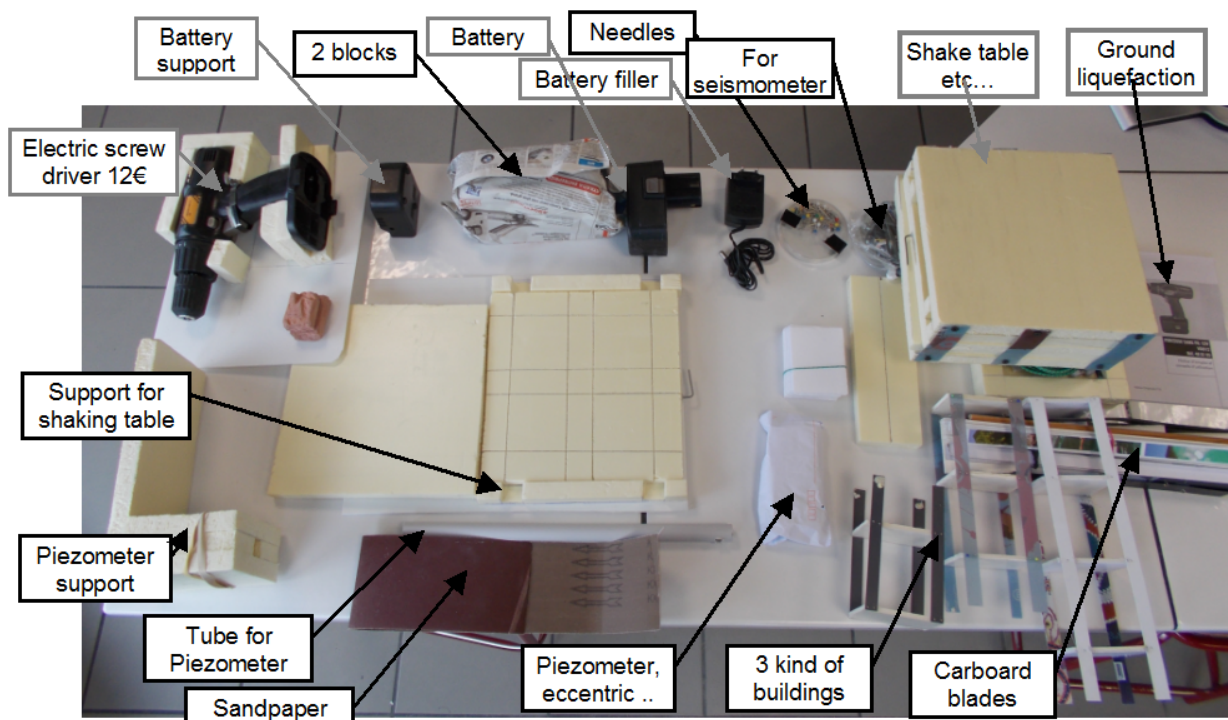 Battery
support
2 blocks
Battery
Needles
Battery filler
For
seismometer
Shake table
etc…
Ground
liquefaction
Electric screw
driver 12€
Support for
shaking table
Piezometer
support
Tube for
Piezometer
Sandpaper
Piezometer,
eccentric ..
3 kind of
buildings
Carboard
blades